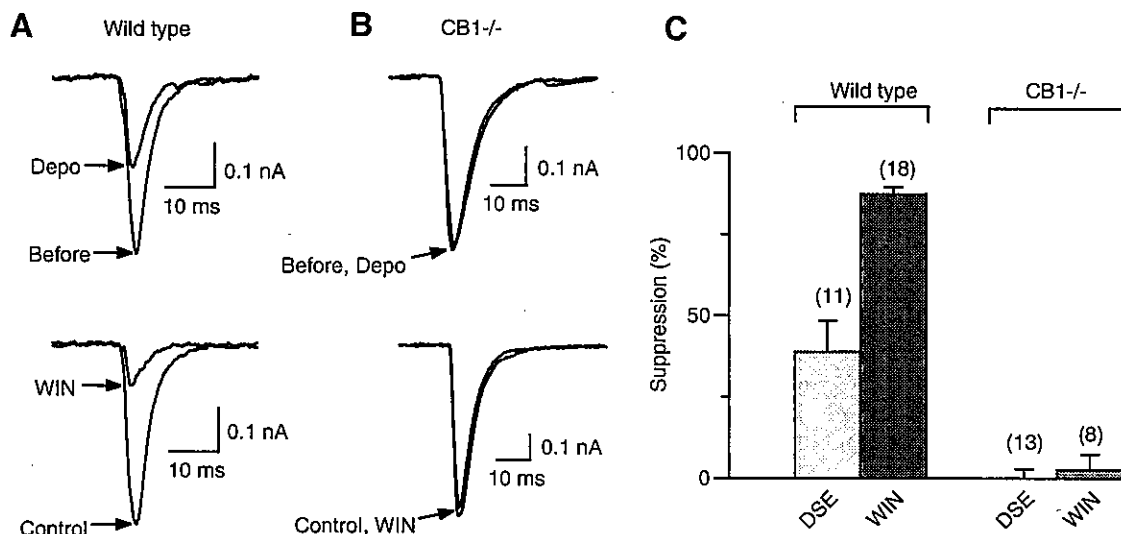 A
Wild type
Depo
0.1 nA
10 ms
Before
WIN
0.1 nA
10 ms
Control
B
CB1-/-
0.1 nA
10 ms
Before, Depo
0.1 nA
10 ms
Control, WIN
C
Wild type
CB1-/-
Suppression (%)
100
50
0
(11)
(18)
(13)
(8)
DSE
WIN
DSE
WIN